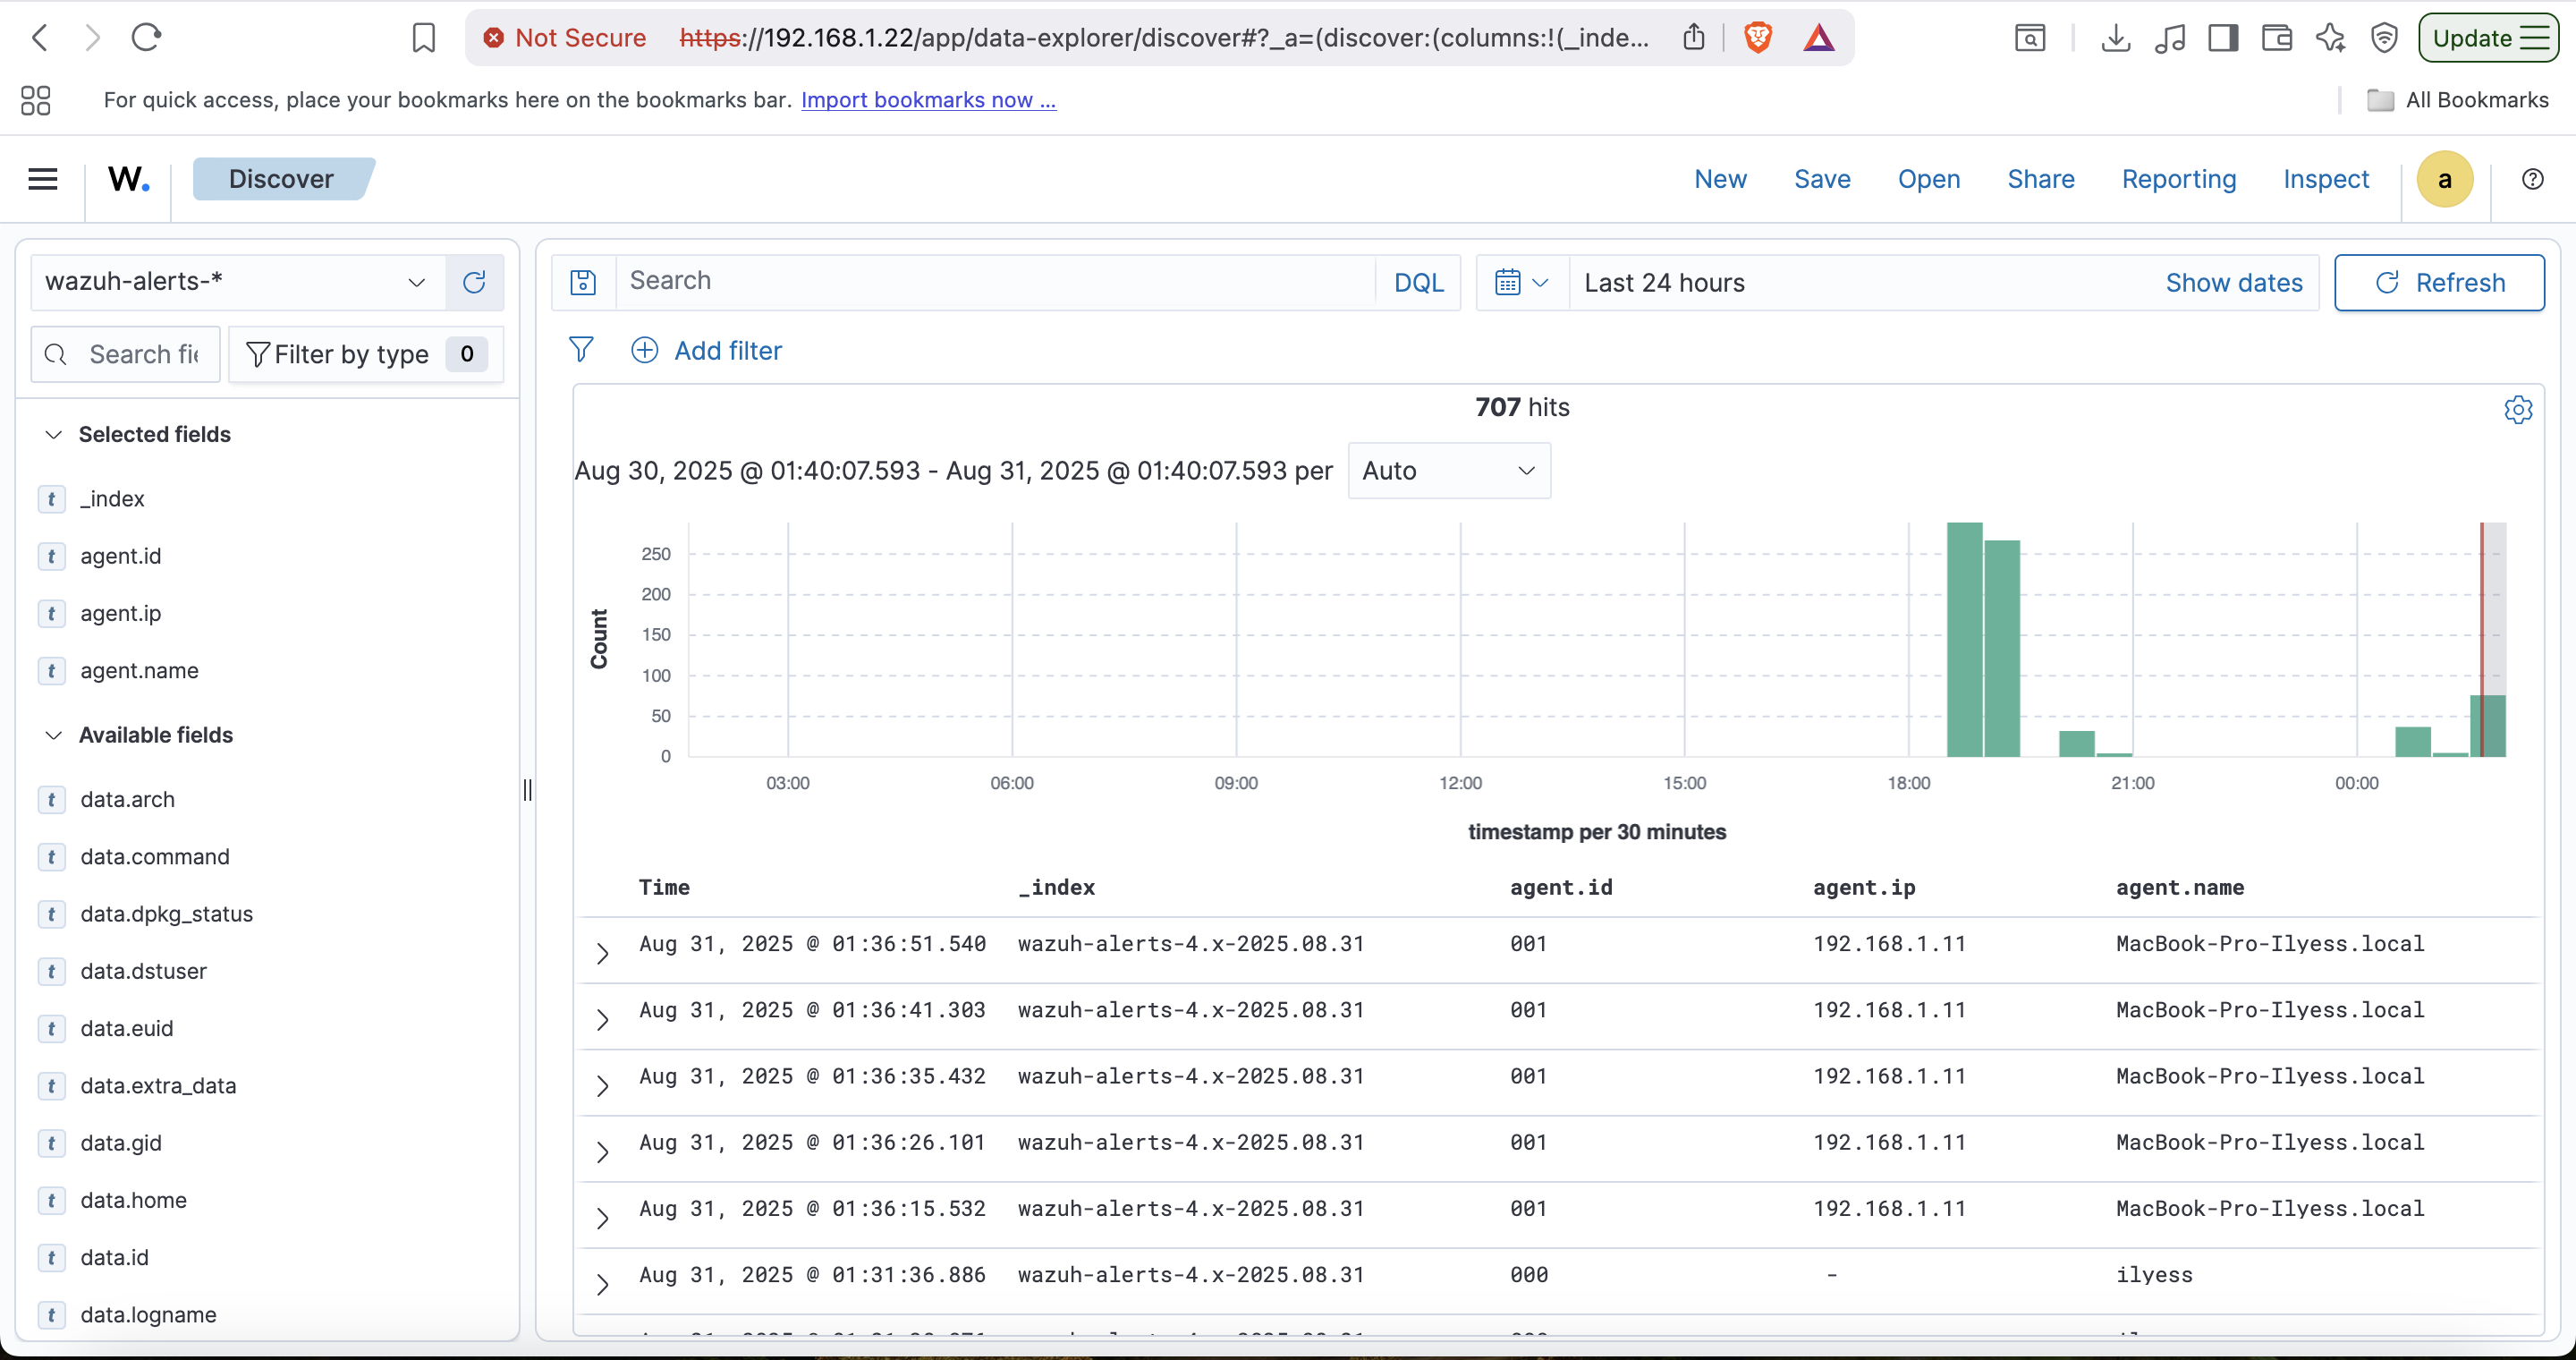 Not Secure https://192.168.1.22/app/data-explorer/discover#?_a=(discover:(columns:!(_inde...
Update
For quick access, place your bookmarks here on the bookmarks bar. Import bookmarks now ...
All Bookmarks
W.
Discover
New Save Open Share Reporting Inspect a
wazuh-alerts-*
Search DQL
Last 24 hours Show dates
Refresh
Search fi
Filter by type 0
Add filter
Selected fields
t _index
t agent.id
t agent.ip
t agent.name
Available fields
t data.arch
t data.command
t data.dpkg_status
t data.dstuser
t data.euid
t data.extra_data
t data.gid
t data.home
t data.id
t data.logname
707 hits
Aug 30, 2025 @ 01:40:07.593 - Aug 31, 2025 @ 01:40:07.593 per Auto
Count
250
200
150
100
50
0
03:00 06:00 09:00 12:00 15:00 18:00 21:00 00:00
timestamp per 30 minutes
Time _index agent.id agent.ip agent.name
Aug 31, 2025 @ 01:36:51.540 wazuh-alerts-4.x-2025.08.31 001 192.168.1.11 MacBook-Pro-Ilyess.local
Aug 31, 2025 @ 01:36:41.303 wazuh-alerts-4.x-2025.08.31 001 192.168.1.11 MacBook-Pro-Ilyess.local
Aug 31, 2025 @ 01:36:35.432 wazuh-alerts-4.x-2025.08.31 001 192.168.1.11 MacBook-Pro-Ilyess.local
Aug 31, 2025 @ 01:36:26.101 wazuh-alerts-4.x-2025.08.31 001 192.168.1.11 MacBook-Pro-Ilyess.local
Aug 31, 2025 @ 01:36:15.532 wazuh-alerts-4.x-2025.08.31 001 192.168.1.11 MacBook-Pro-Ilyess.local
Aug 31, 2025 @ 01:31:36.886 wazuh-alerts-4.x-2025.08.31 000 - ilyess